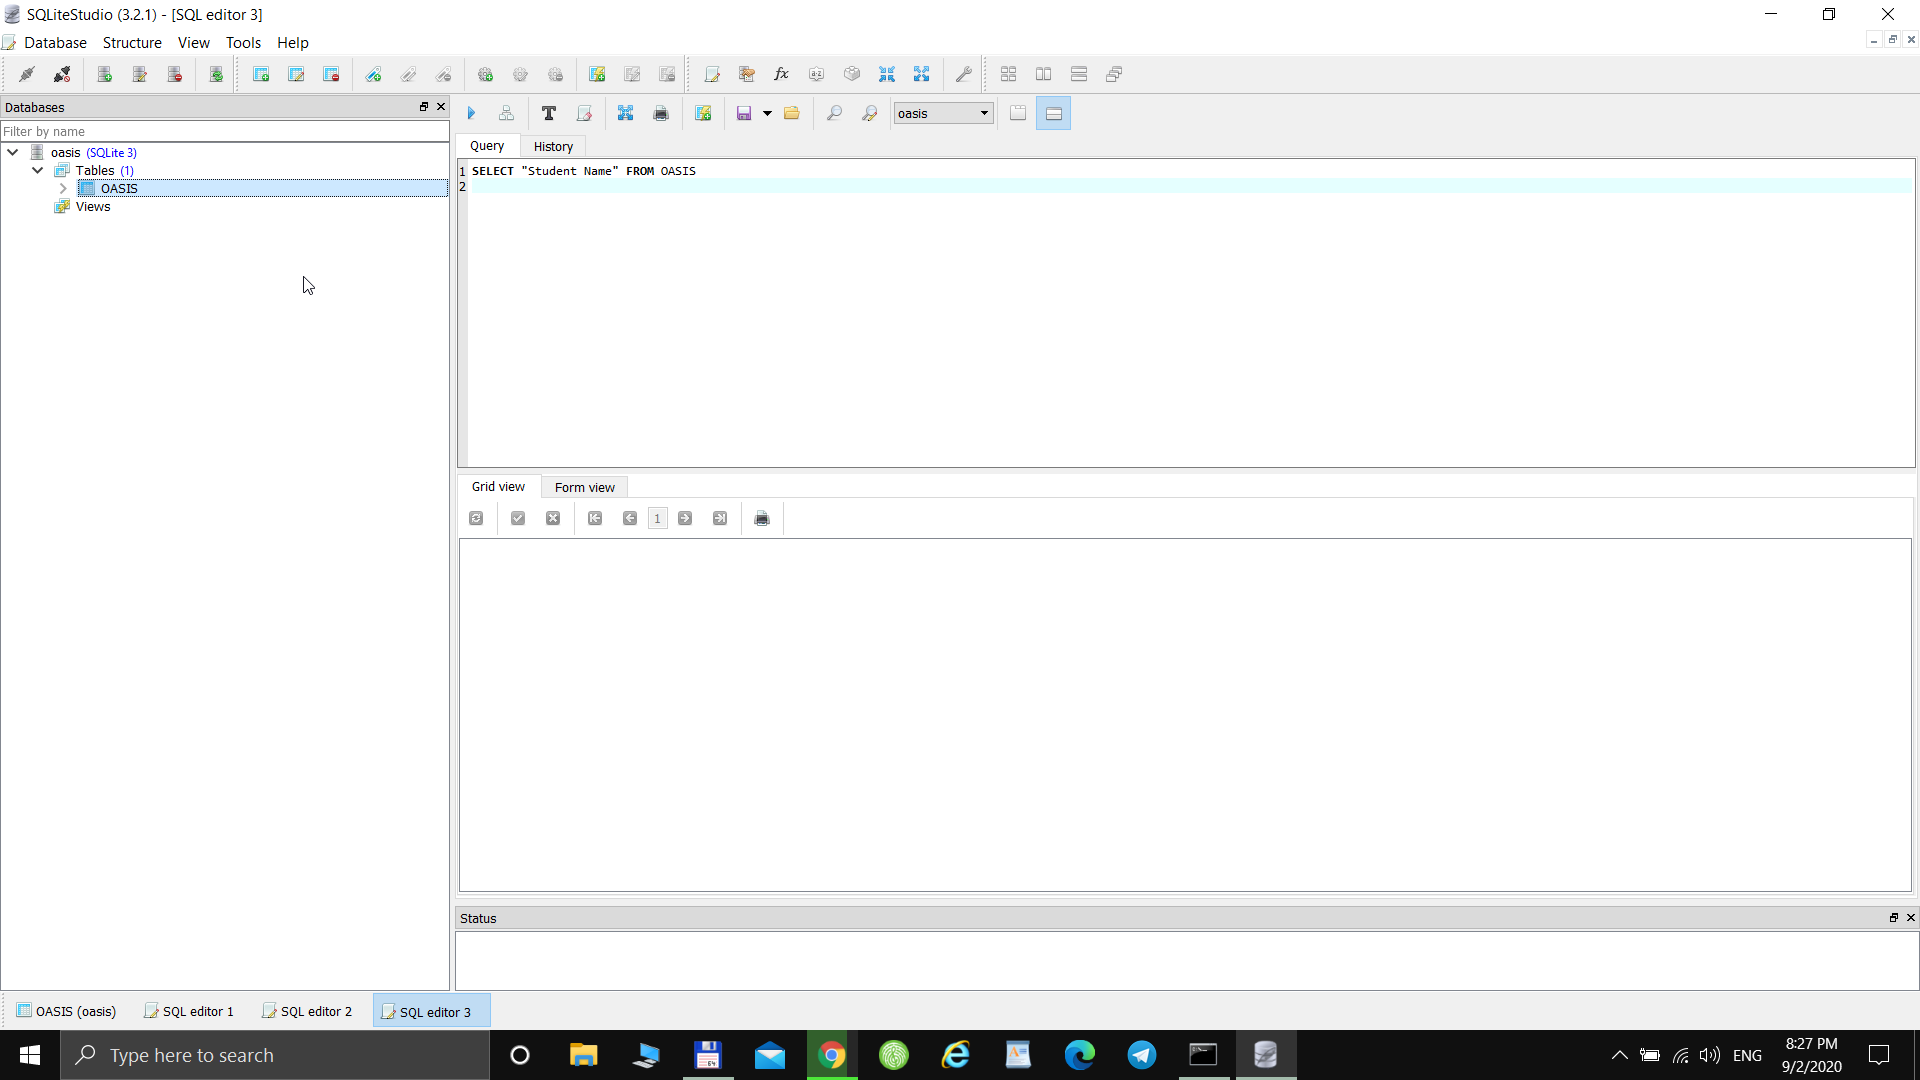 SQLiteStudio (3.2.1) - [SQL editor 3]
Database Structure View Tools Help
Databases
Filter by name
oasis (SQLite 3)
Tables (1)
OASIS
Views
oasis
Query History
1 SELECT "Student Name" FROM OASIS
2
Grid view Form view
1
Status
OASIS (oasis) SQL editor 1 SQL editor 2 SQL editor 3
Type here to search
ENG
8:27 PM
9/2/2020